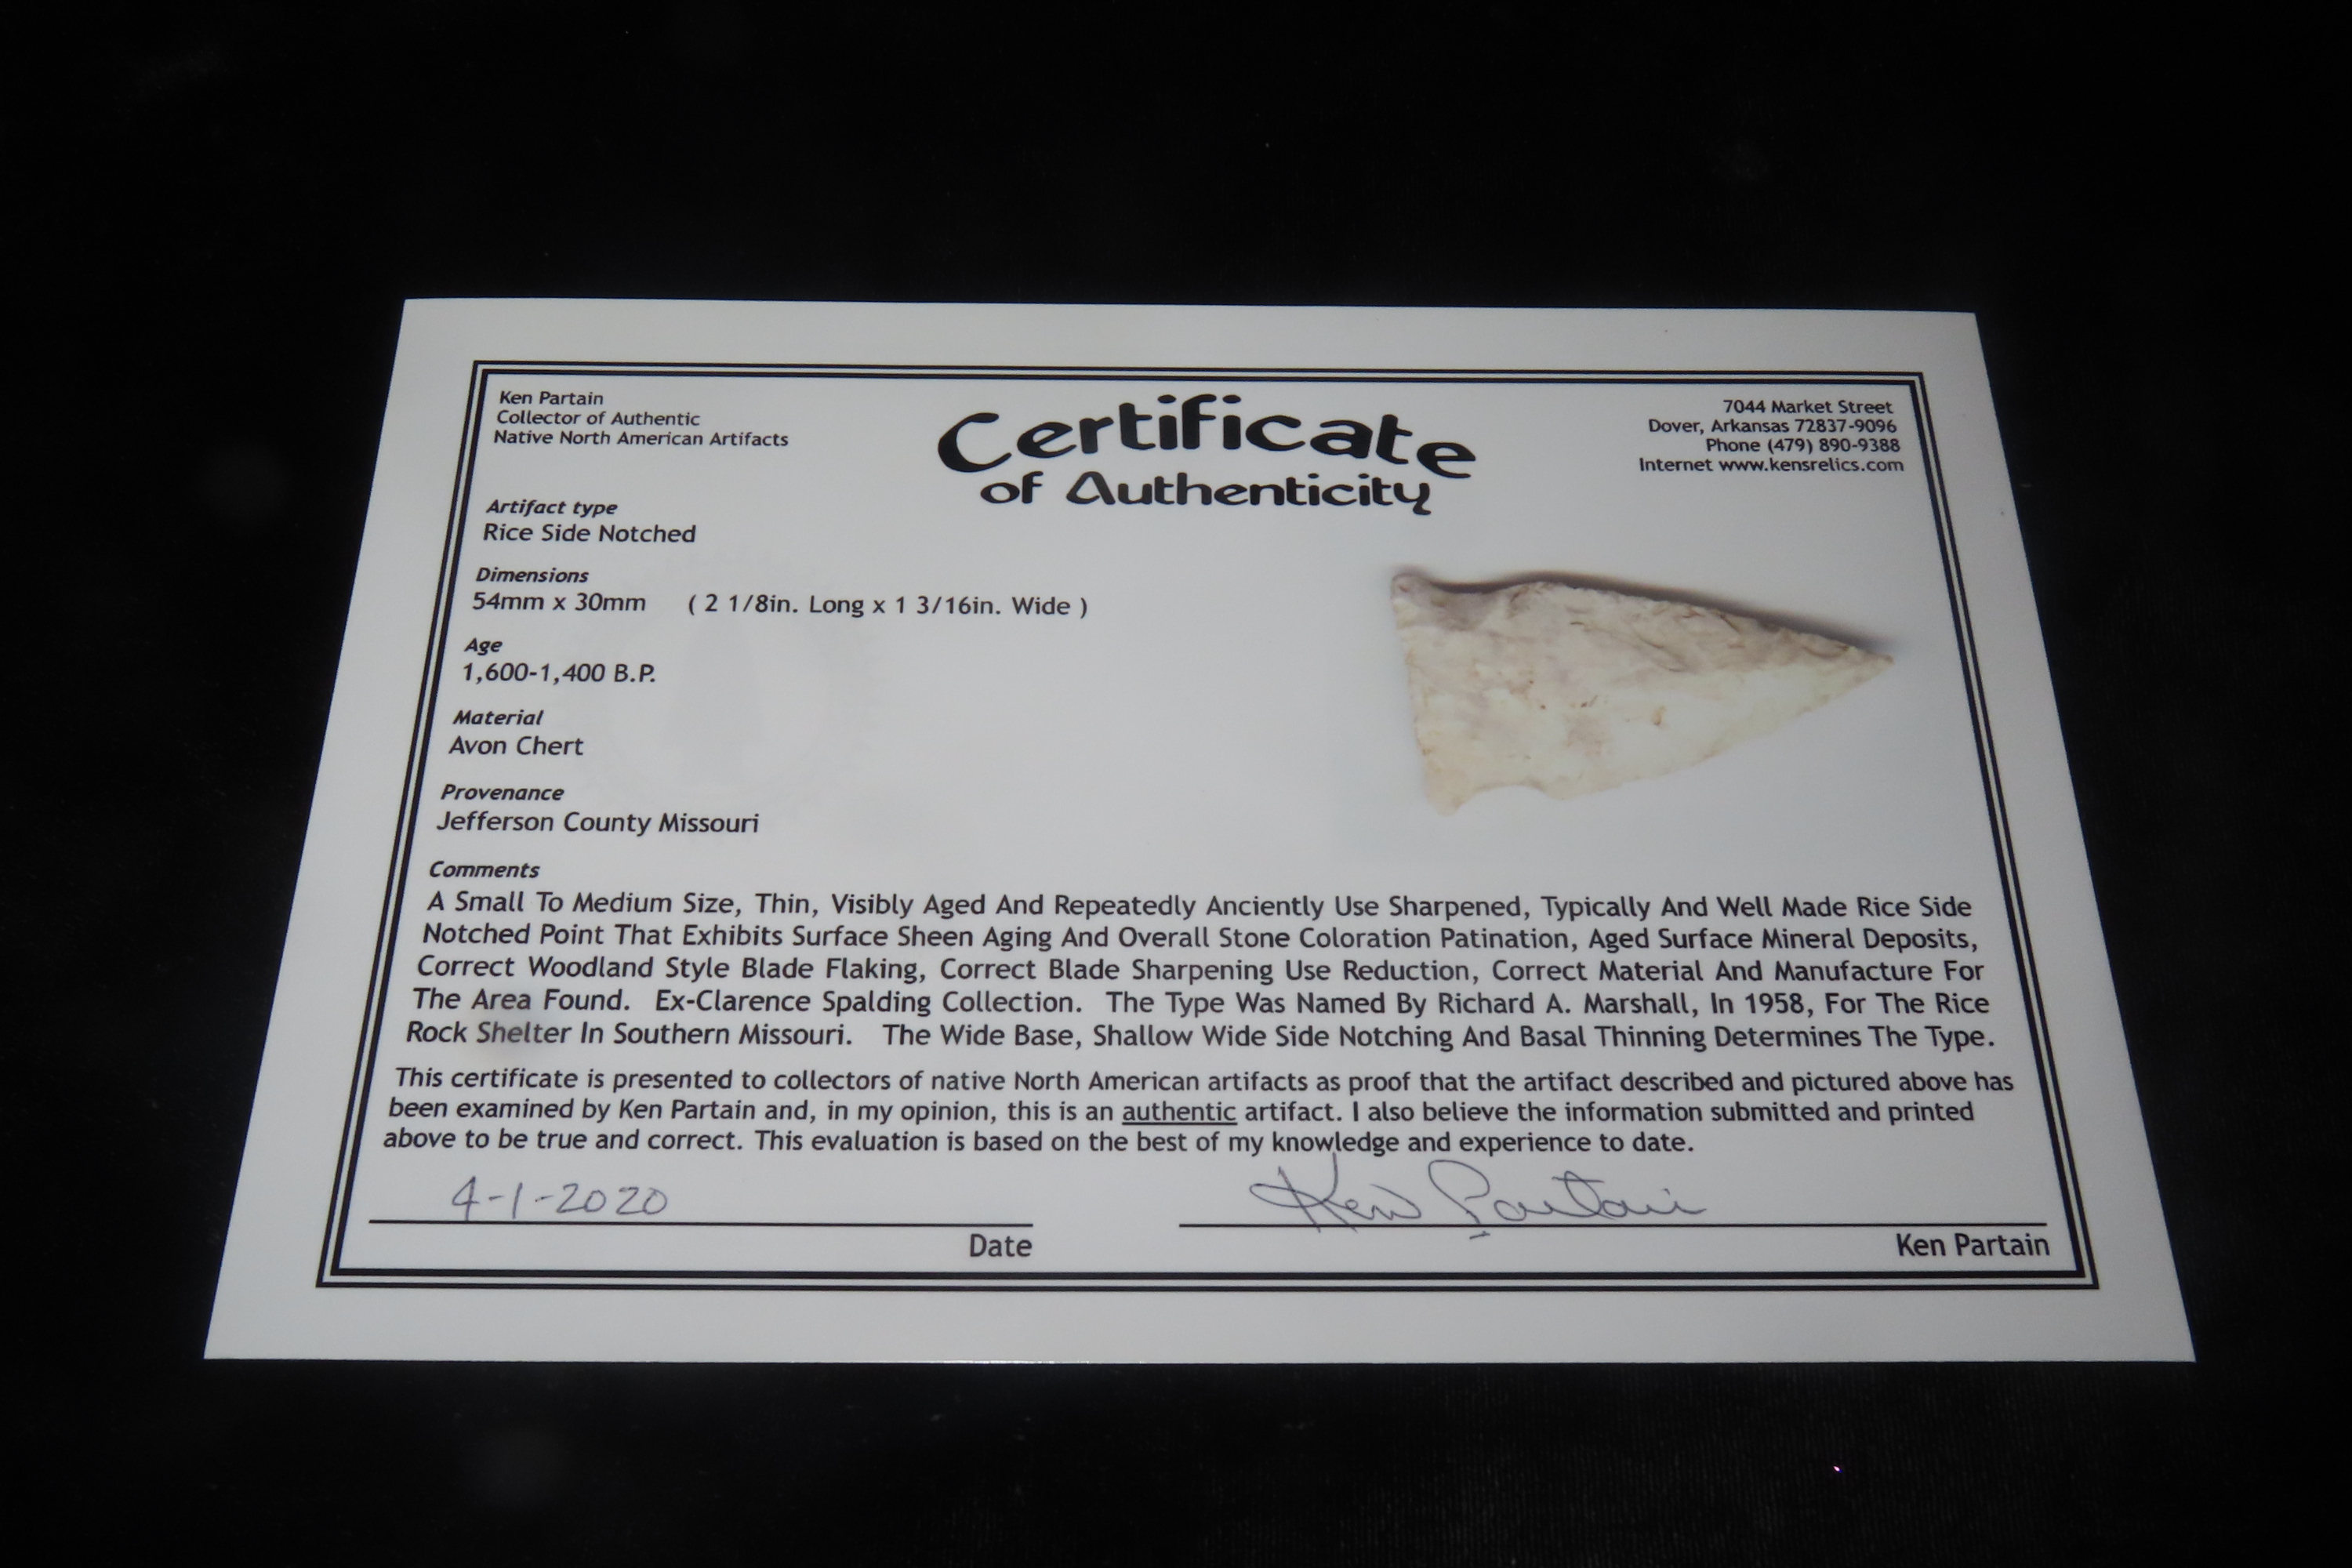 Ken Partain
Collector of Authentic
Native North American Artifacts
Certificate
of Authenticity
7044 Market Street
Dover, Arkansas 72837-9096
Phone (479) 890-9388
Internet www.kensrelics.com
Artifact type
Rice Side Notched
Dimensions
54mm x 30mm ( 2 1/8in. Long x 1 3/16in. Wide )
Age
1,600-1,400 B.P.
Material
Avon Chert
Provenance
Jefferson County Missouri
Comments
A Small To Medium Size, Thin, Visibly Aged And Repeatedly Anciently Use Sharpened, Typically And Well Made Rice Side
Notched Point That Exhibits Surface Sheen Aging And Overall Stone Coloration Patination, Aged Surface Mineral Deposits,
Correct Woodland Style Blade Flaking, Correct Blade Sharpening Use Reduction, Correct Material And Manufacture For
The Area Found. Ex-Clarence Spalding Collection. The Type Was Named By Richard A. Marshall, In 1958, For The Rice
Rock Shelter In Southern Missouri. The Wide Base, Shallow Wide Side Notching And Basal Thinning Determines The Type.
This certificate is presented to collectors of native North American artifacts as proof that the artifact described and pictured above has
been examined by Ken Partain and, in my opinion, this is an authentic artifact. I also believe the information submitted and printed
above to be true and correct. This evaluation is based on the best of my knowledge and experience to date.
4-1-2020
Ken Partain
Date
Ken Partain